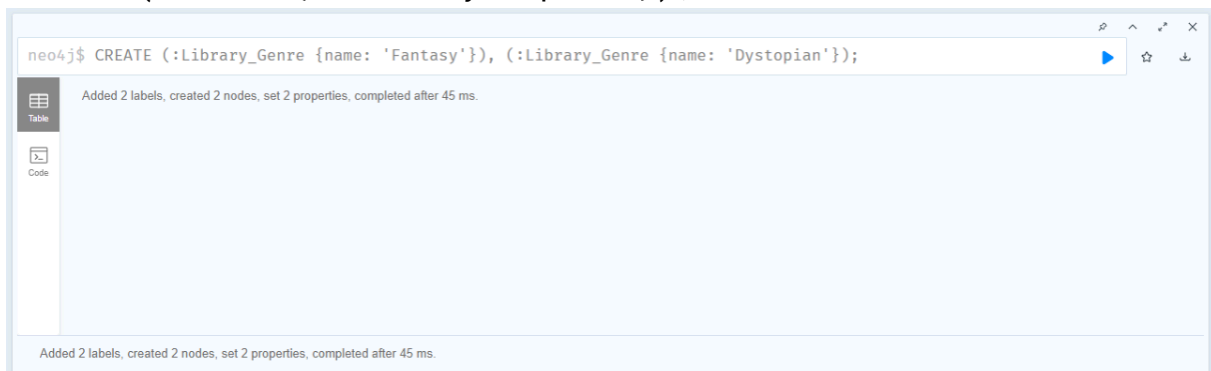 neo4j$ CREATE (:Library_Genre {name: 'Fantasy'}), (:Library_Genre {name: 'Dystopian'});
Added 2 labels, created 2 nodes, set 2 properties, completed after 45 ms.
Table
Code
Added 2 labels, created 2 nodes, set 2 properties, completed after 45 ms.